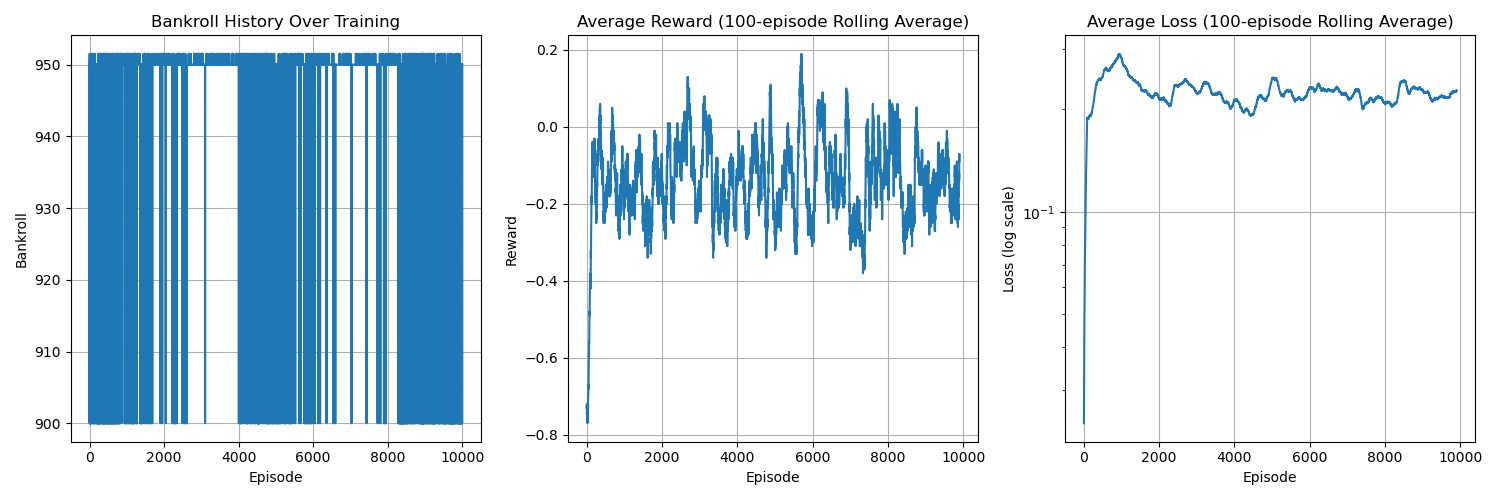 Bankroll History Over Training
Bankroll
950
940
930
920
910
900
0 2000 4000 6000 8000 10000
Episode
Average Reward (100-episode Rolling Average)
Reward
0.2
0.0
−0.2
−0.4
−0.6
−0.8
0 2000 4000 6000 8000 10000
Episode
Average Loss (100-episode Rolling Average)
Loss (log scale)
10⁻¹
0 2000 4000 6000 8000 10000
Episode